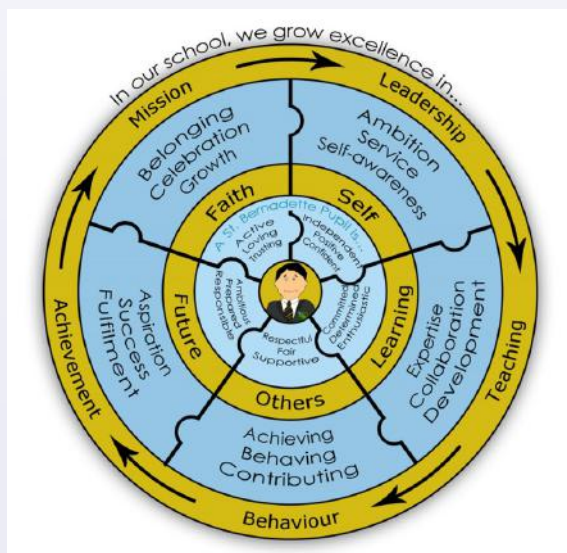 In our school, we grow excellence in...
Mission
Leadership
Teaching
Behaviour
Achievement
Belonging
Celebration
Growth
Ambition
Service
Self-awareness
Expertise
Collaboration
Development
Achieving
Behaving
Contributing
Aspiration
Success
Fulfilment
Faith
Self
Learning
Others
Future
A St. Bernadette Pupil is...
Active
Loving
Trusting
Independent
Positive
Confident
Committed
Determined
Enthusiastic
Respectful
Fair
Supportive
Ambitious
Prepared
Responsible